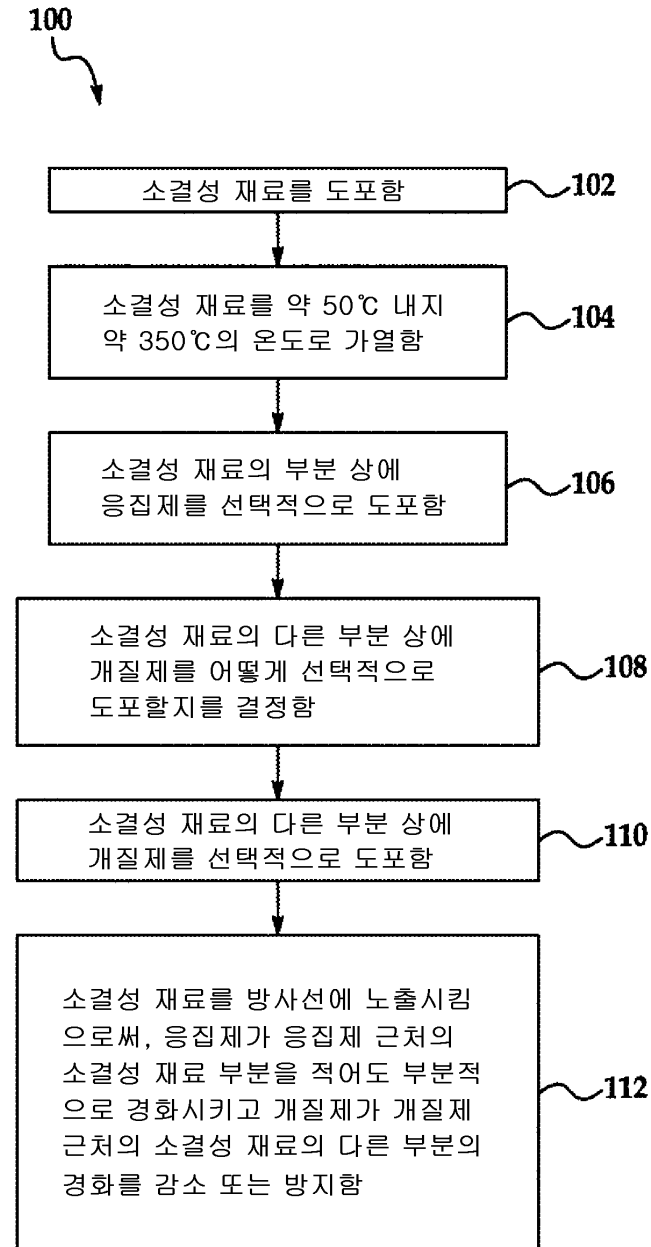 100
소결성 재료를 도포함
102
소결성 재료를 약 50℃ 내지
약 350℃의 온도로 가열함
104
소결성 재료의 부분 상에
응집제를 선택적으로 도포함
106
소결성 재료의 다른 부분 상에
개질제를 어떻게 선택적으로
도포할지를 결정함
108
소결성 재료의 다른 부분 상에
개질제를 선택적으로 도포함
110
소결성 재료를 방사선에 노출시킴
으로써, 응집제가 응집제 근처의
소결성 재료 부분을 적어도 부분적
으로 경화시키고 개질제가 개질제
근처의 소결성 재료의 다른 부분의
경화를 감소 또는 방지함
112